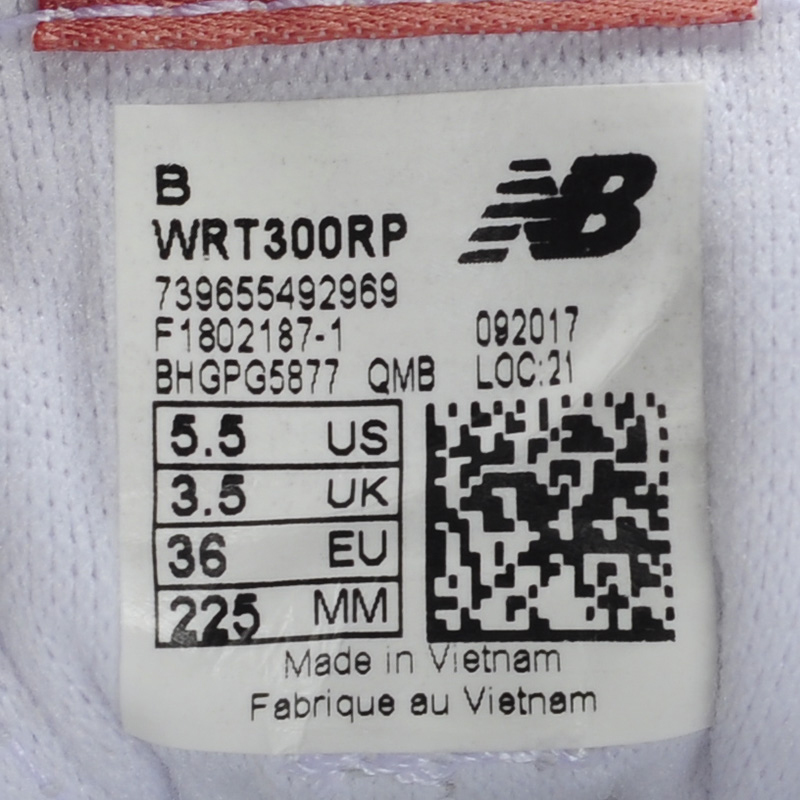 B
NB
WRT300RP
739655492969
F1802187-1 092017
BHGPG5877 QMB LOC:21
5.5 US
3.5 UK
36 EU
225 MM
Made in Vietnam
Fabrique au Vietnam